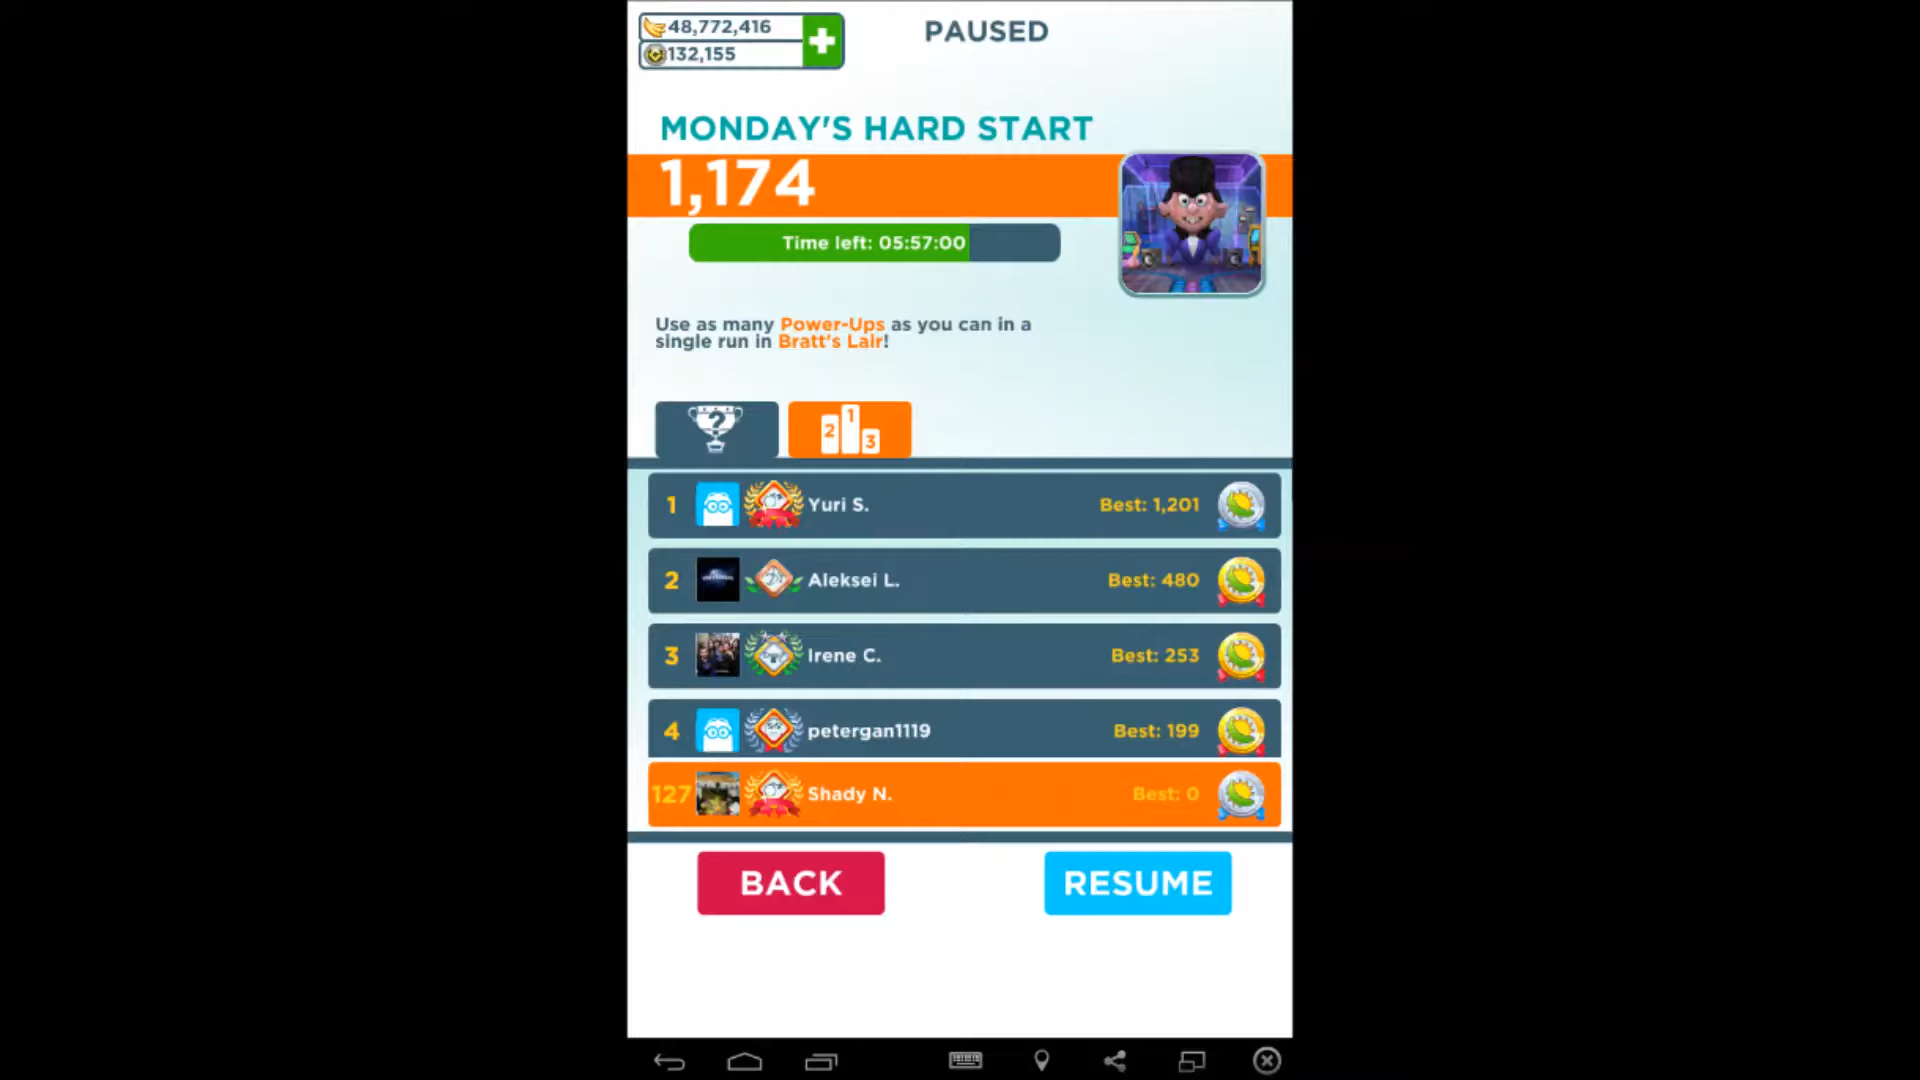 48,772,416
132,155
PAUSED
MONDAY'S HARD START
1,174
Time left: 05:57:00
Use as many Power-Ups as you can in a
single run in Bratt's Lair!
?
2 1 3
1 Yuri S. Best: 1,201
2 Aleksei L. Best: 480
3 Irene C. Best: 253
4 petergan1119 Best: 199
127 Shady N. Best: 0
BACK
RESUME